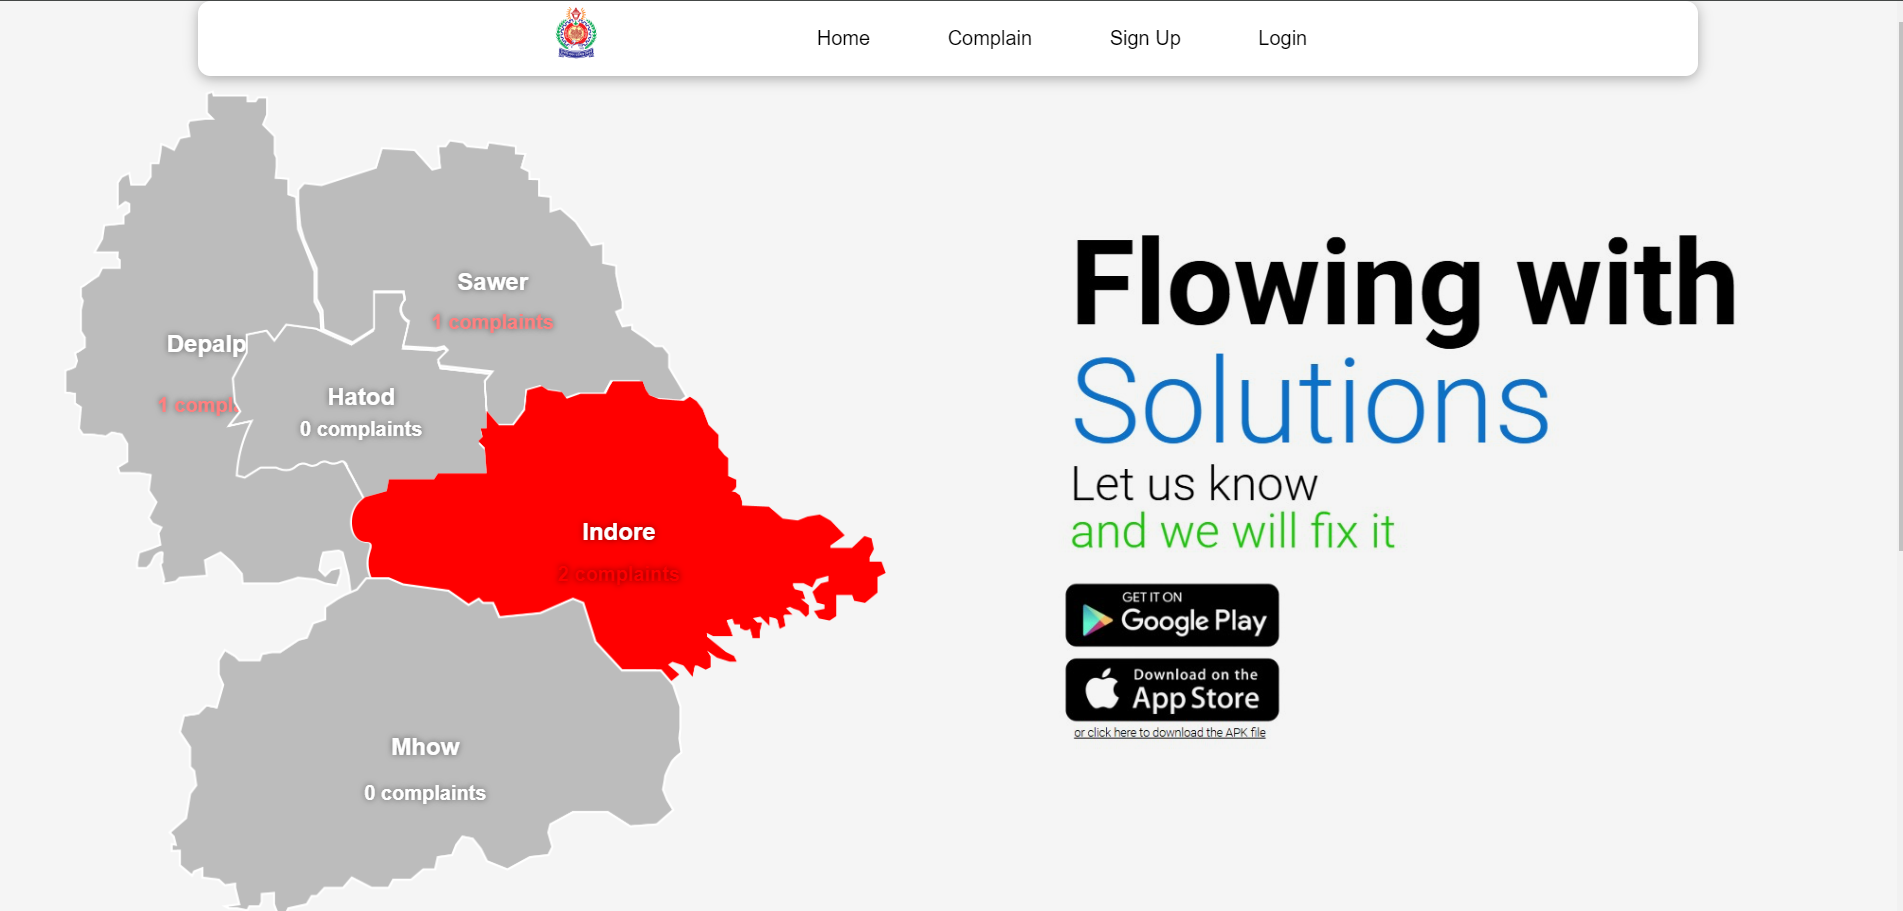 Home Complain Sign Up Login
Sawer
1 complaints
Depalp
1 compl
Hatod
0 complaints
Indore
2 complaints
Mhow
0 complaints
Flowing with
Solutions
Let us know
and we will fix it
GET IT ON
Google Play
Download on the
App Store
or click here to download the APK file